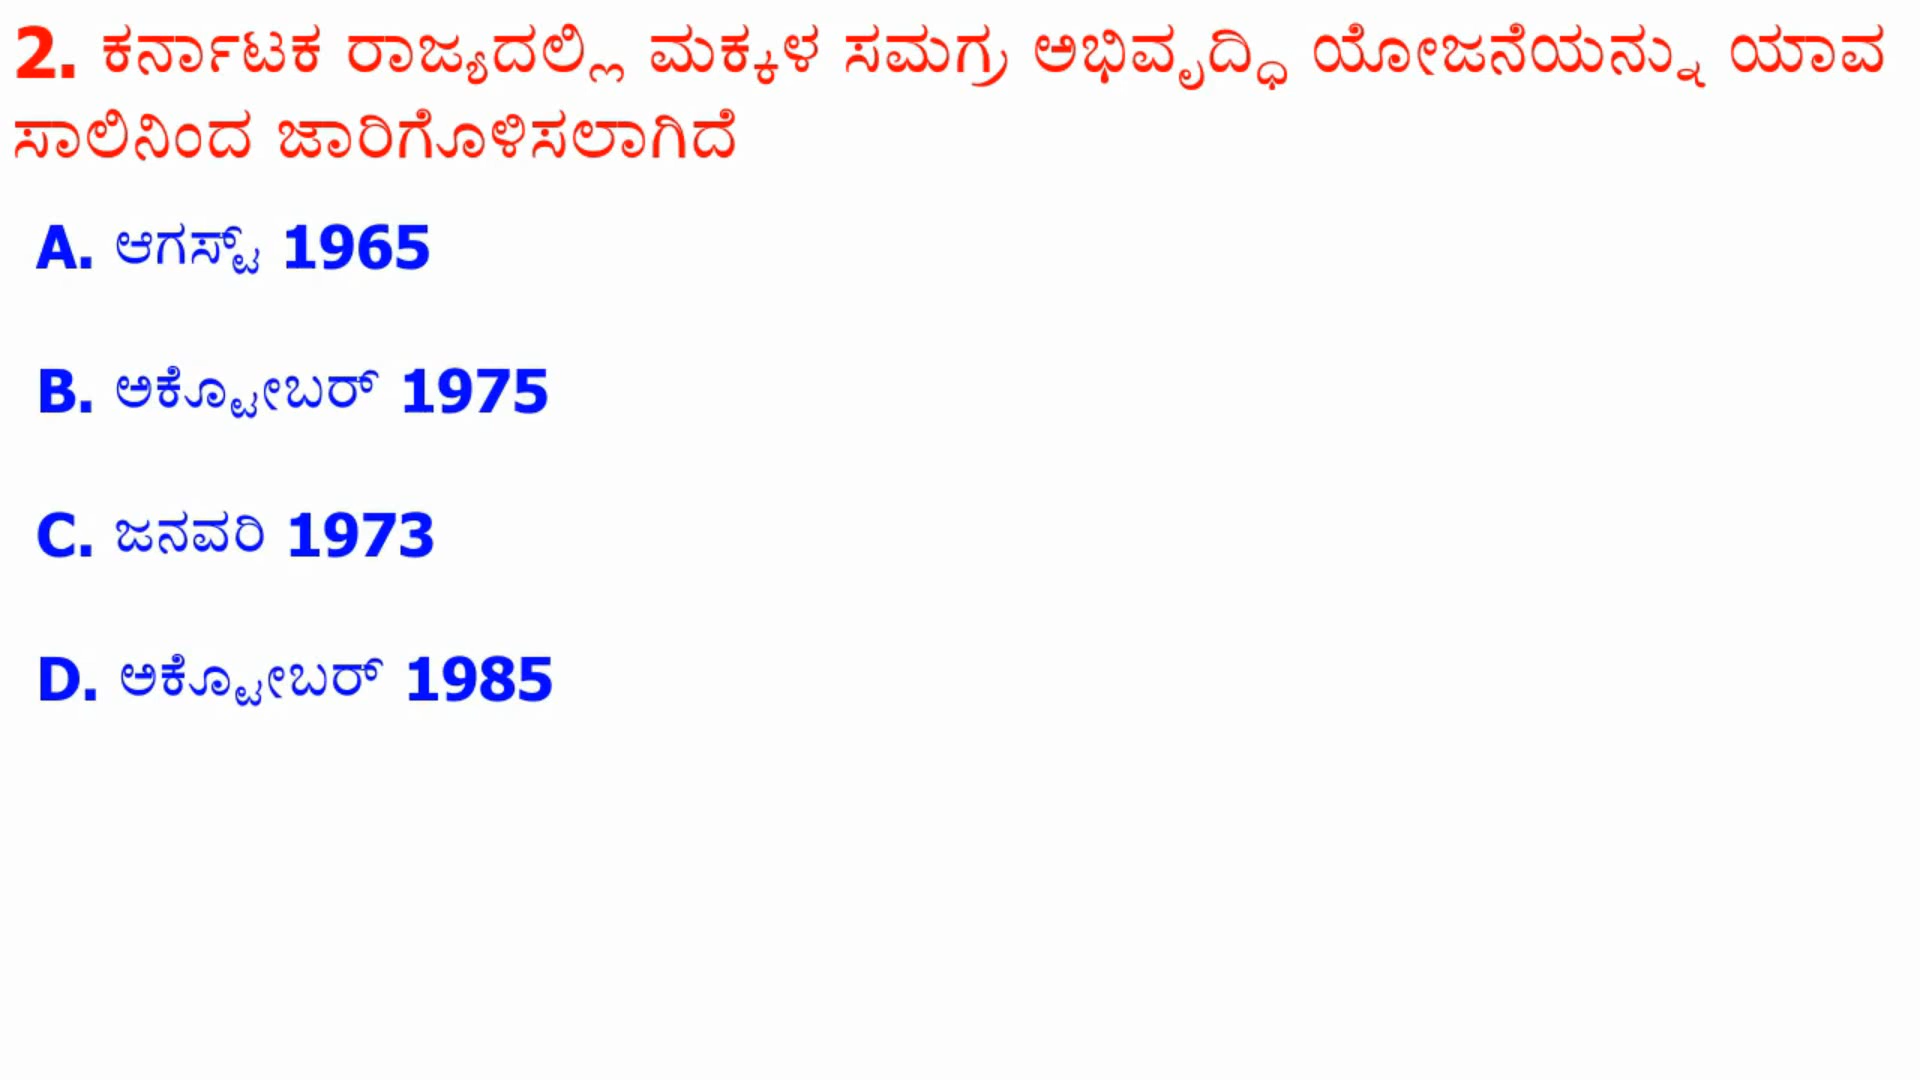 2. ಕರ್ನಾಟಕ ರಾಜ್ಯದಲ್ಲಿ ಮಕ್ಕಳ ಸಮಗ್ರ ಅಭಿವೃದ್ಧಿ ಯೋಜನೆಯನ್ನು ಯಾವ
ಸಾಲಿನಿಂದ ಜಾರಿಗೊಳಿಸಲಾಗಿದೆ
A. ಆಗಸ್ಟ್ 1965
B. ಅಕ್ಟೋಬರ್ 1975
C. ಜನವರಿ 1973
D. ಅಕ್ಟೋಬರ್ 1985